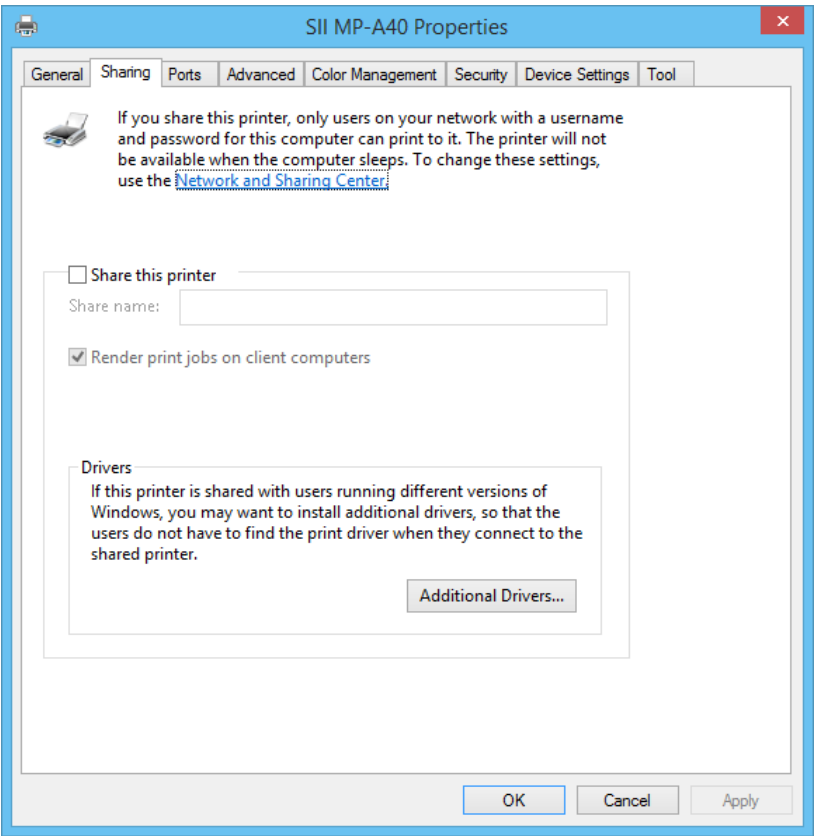 SII MP-A40 Properties
General Sharing Ports Advanced Color Management Security Device Settings Tool
If you share this printer, only users on your network with a username
and password for this computer can print to it. The printer will not
be available when the computer sleeps. To change these settings,
use the Network and Sharing Center.
Share this printer
Share name:
Render print jobs on client computers
Drivers
If this printer is shared with users running different versions of
Windows, you may want to install additional drivers, so that the
users do not have to find the print driver when they connect to the
shared printer.
Additional Drivers...
OK Cancel Apply